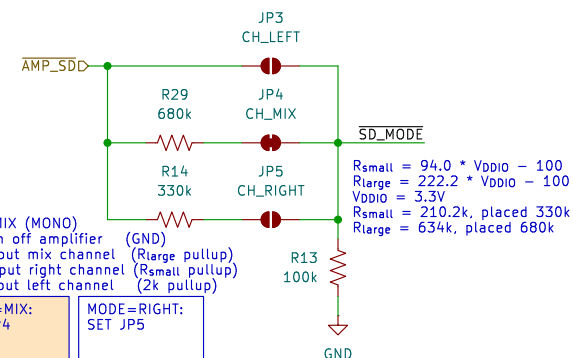 JP3
CH_LEFT
AMP_SD
R29
680k
JP4
CH_MIX
SD_MODE
R14
330k
JP5
CH_RIGHT
Rsmall = 94.0 * VDDIO - 100
Rlarge = 222.2 * VDDIO - 100
VDDIO = 3.3V
Rsmall = 210.2k, placed 330k
Rlarge = 634k, placed 680k
MIX (MONO)
off amplifier (GND)
mix channel (Rlarge pullup)
right channel (Rsmall pullup)
left channel (2k pullup)
R13
100k
=MIX:
MODE=RIGHT:
SET JP5
GND